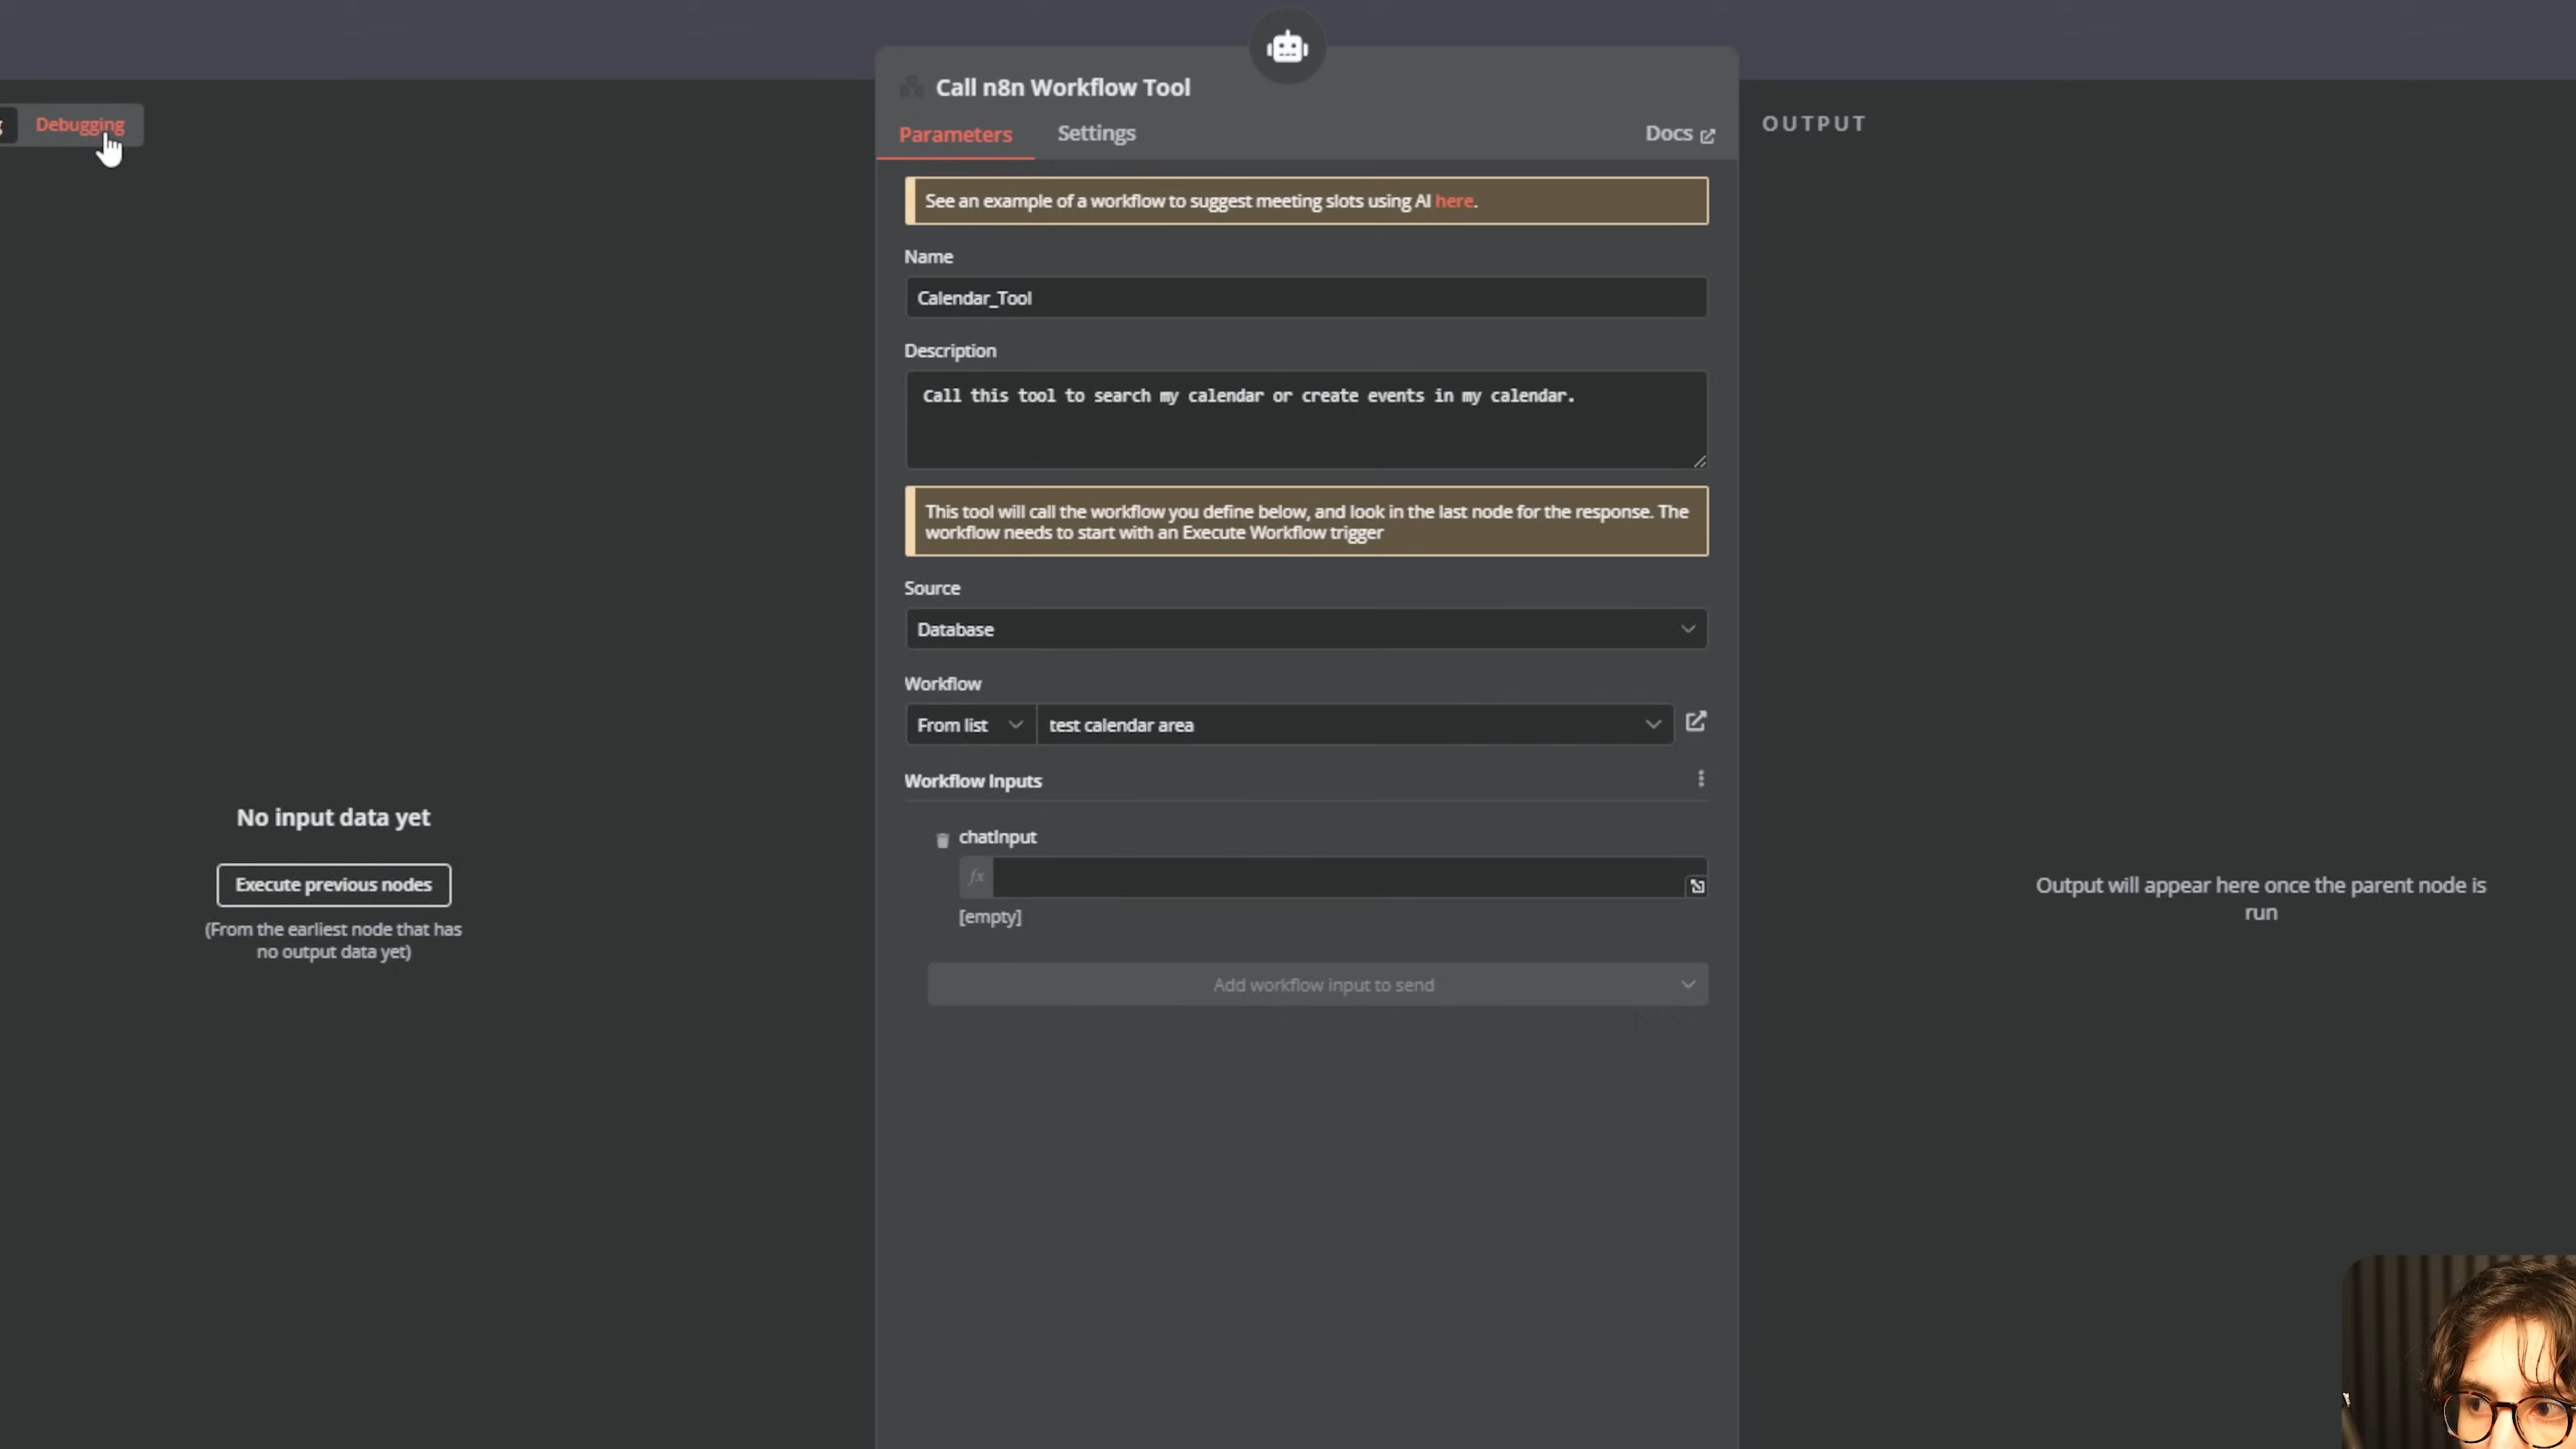 Call n8n Workflow Tool
Debugging
Parameters
Settings
Docs
OUTPUT
See an example of a workflow to suggest meeting slots using AI here.
Name
Calendar_Tool
Description
Call this tool to search my calendar or create events in my calendar.
This tool will call the workflow you define below, and look in the last node for the response. The
workflow needs to start with an Execute Workflow trigger
Source
Database
Workflow
From list
test calendar area
Workflow Inputs
No input data yet
chatInput
fx
Execute previous nodes
Output will appear here once the parent node is
run
[empty]
(From the earliest node that has
no output data yet)
Add workflow input to send